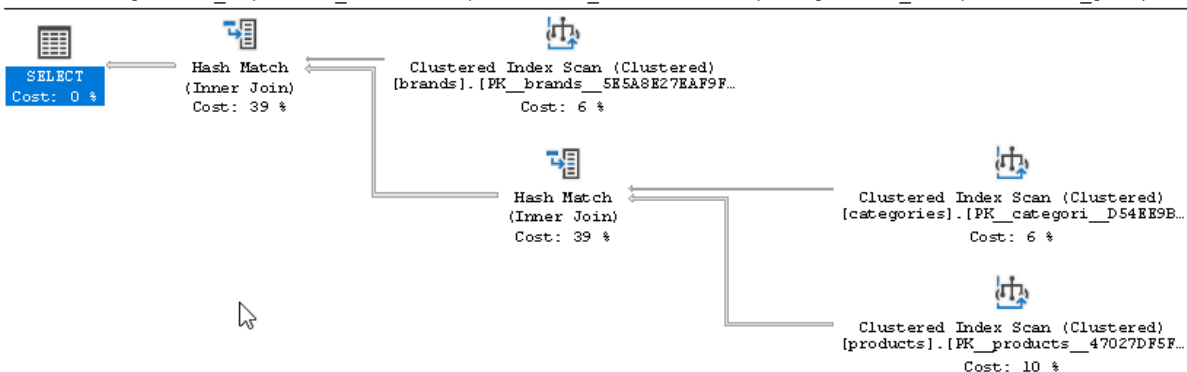 SELECT
Cost: 0 %
Hash Match
(Inner Join)
Cost: 39 %
Clustered Index Scan (Clustered)
[brands].[PK__brands__5E5A8E27EAF9F…
Cost: 6 %
Hash Match
(Inner Join)
Cost: 39 %
Clustered Index Scan (Clustered)
[categories].[PK__categori__D54EE9B…
Cost: 6 %
Clustered Index Scan (Clustered)
[products].[PK__products__47027DF5F…
Cost: 10 %